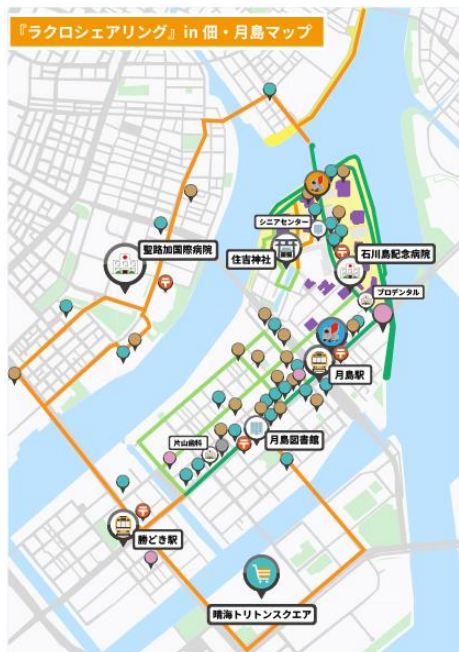 『ラクロシェアリング』in 佃・月島マップ
シニアセンター
聖路加国際病院
住吉神社
石川島記念病院
プロデンタル
月島駅
片山歯科
月島図書館
勝どき駅
晴海トリトンスクエア